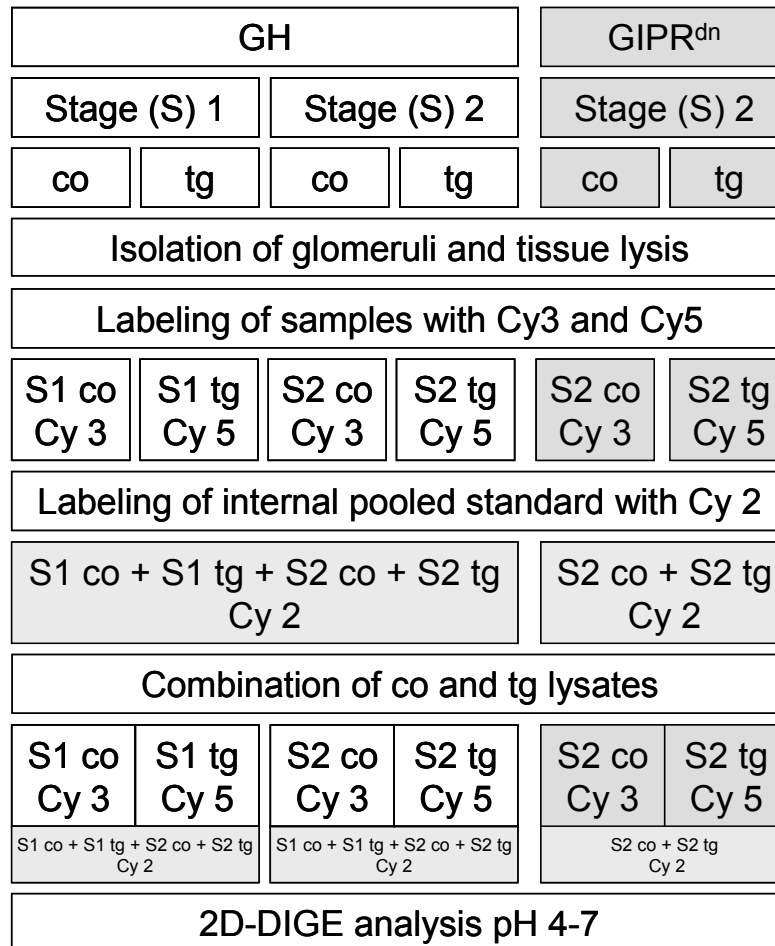 GH GIPRdn
Stage (S) 1 Stage (S) 2 Stage (S) 2
co tg co tg co tg
Isolation of glomeruli and tissue lysis
Labeling of samples with Cy3 and Cy5
S1 co S1 tg S2 co S2 tg S2 co S2 tg
Cy 3 Cy 5 Cy 3 Cy 5 Cy 3 Cy 5
Labeling of internal pooled standard with Cy 2
S1 co + S1 tg + S2 co + S2 tg S2 co + S2 tg
Cy 2 Cy 2
Combination of co and tg lysates
S1 co S1 tg S2 co S2 tg S2 co S2 tg
Cy 3 Cy 5 Cy 3 Cy 5 Cy 3 Cy 5
S1 co + S1 tg + S2 co + S2 tg S1 co + S1 tg + S2 co + S2 tg S2 co + S2 tg
Cy 2 Cy 2 Cy 2
2D-DIGE analysis pH 4-7